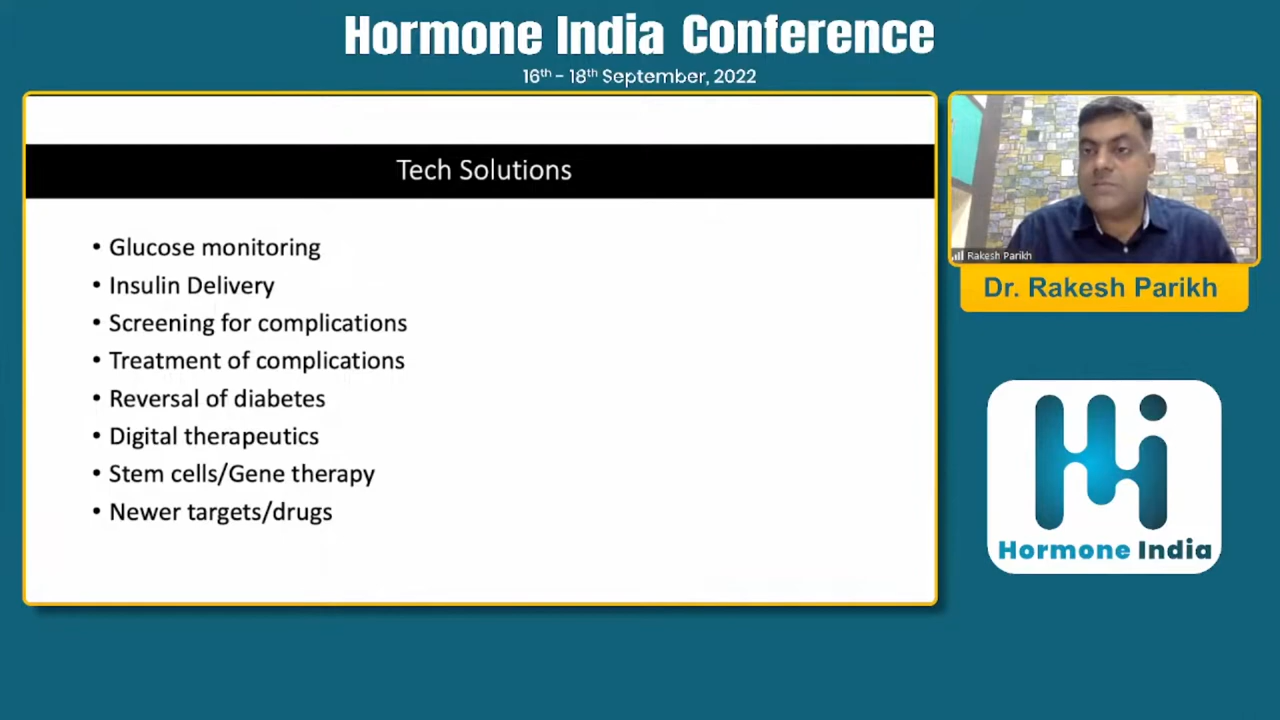 Hormone India Conference
16th - 18th September, 2022
Tech Solutions
• Glucose monitoring
• Insulin Delivery
• Screening for complications
• Treatment of complications
• Reversal of diabetes
• Digital therapeutics
• Stem cells/Gene therapy
• Newer targets/drugs
Rakesh Parikh
Dr. Rakesh Parikh
Hi
Hormone India